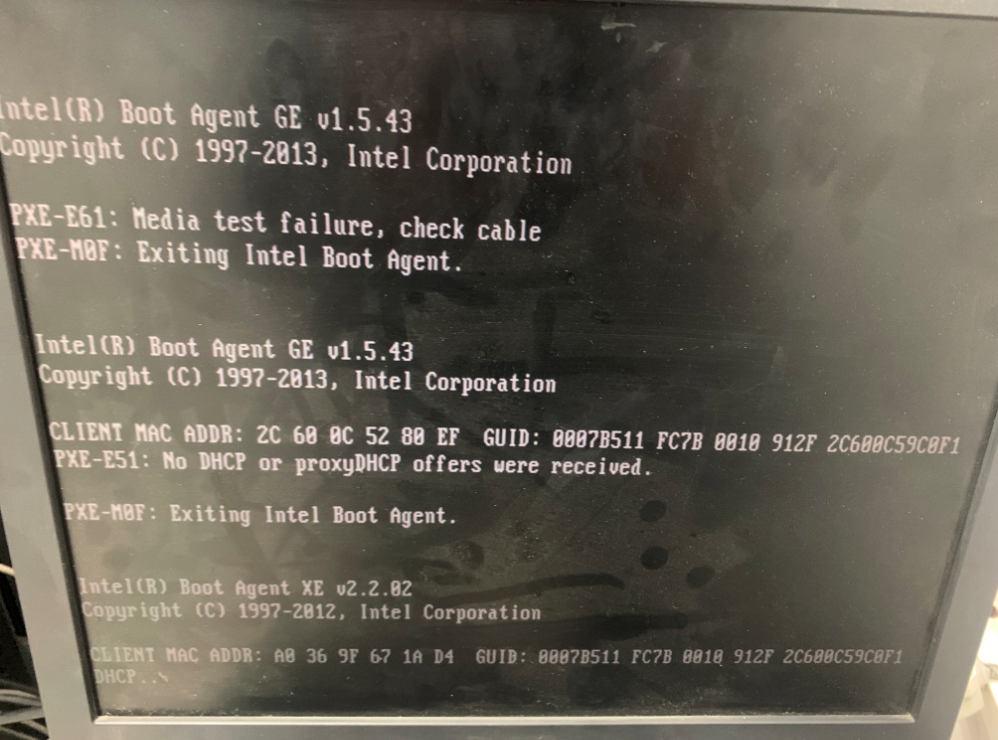 Intel(R) Boot Agent GE v1.5.43
Copyright (C) 1997-2013, Intel Corporation
PXE-E61: Media test failure, check cable
PXE-M0F: Exiting Intel Boot Agent.
Intel(R) Boot Agent GE v1.5.43
Copyright (C) 1997-2013, Intel Corporation
CLIENT MAC ADDR: 2C 60 0C 52 80 EF  GUID: 0007B511 FC7B 0010 912F 2C600C59C0F1
PXE-E51: No DHCP or proxyDHCP offers were received.
PXE-M0F: Exiting Intel Boot Agent.
Intel(R) Boot Agent XE v2.2.02
Copyright (C) 1997-2012, Intel Corporation
CLIENT MAC ADDR: A0 36 9F 67 1A D4  GUID: 0007B511 FC7B 0010 912F 2C600C59C0F1
DHCP..\